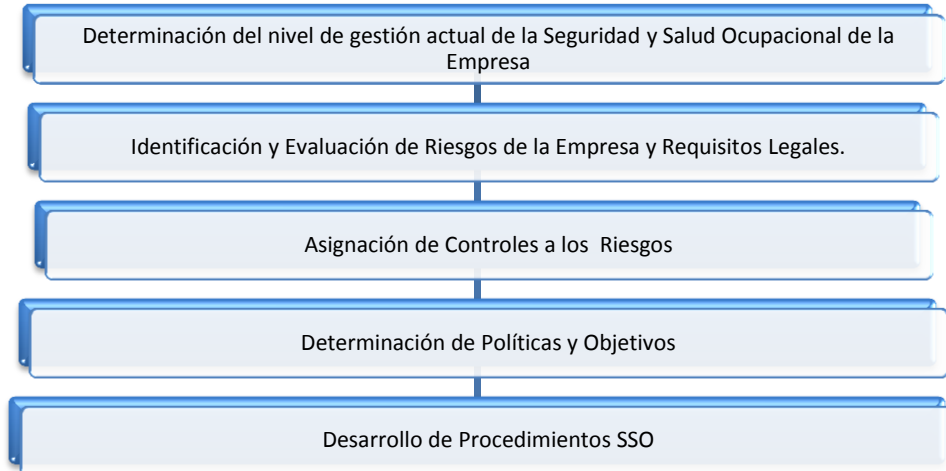 Determinación del nivel de gestión actual de la Seguridad y Salud Ocupacional de la
Empresa
Identificación y Evaluación de Riesgos de la Empresa y Requisitos Legales.
Asignación de Controles a los  Riesgos
Determinación de Políticas y Objetivos
Desarrollo de Procedimientos SSO